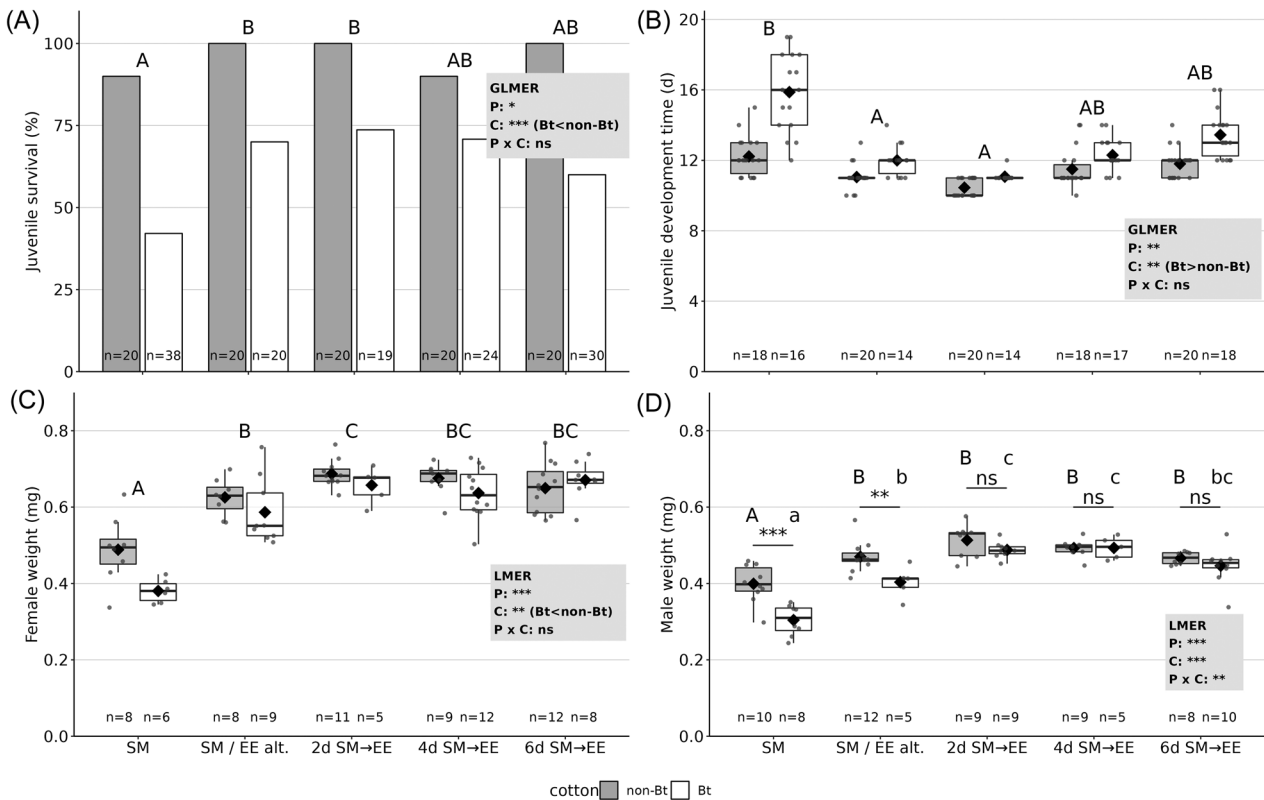 (A)
Juvenile survival (%)
100
75
50
25
0
A
B
B
AB
AB
GLMER
P: *
C: *** (Bt<non-Bt)
P x C: ns
n=20 n=38
n=20 n=20
n=20 n=19
n=20 n=24
n=20 n=30
(B)
Juvenile development time (d)
20
16
12
8
4
0
B
A
A
AB
AB
GLMER
P: **
C: ** (Bt>non-Bt)
P x C: ns
n=18 n=16
n=20 n=14
n=20 n=14
n=18 n=17
n=20 n=18
(C)
Female weight (mg)
0.8
0.6
0.4
0.2
0.0
A
B
C
BC
BC
LMER
P: ***
C: ** (Bt<non-Bt)
P x C: ns
n=8 n=6
n=8 n=9
n=11 n=5
n=9 n=12
n=12 n=8
SM
SM / EE alt.
2d SM→EE
4d SM→EE
6d SM→EE
(D)
Male weight (mg)
0.8
0.6
0.4
0.2
0.0
A a
***
B b
**
B c
ns
B c
ns
B bc
ns
LMER
P: ***
C: ***
P x C: **
n=10 n=8
n=12 n=5
n=9 n=9
n=9 n=5
n=8 n=10
SM
SM / EE alt.
2d SM→EE
4d SM→EE
6d SM→EE
cotton non-Bt Bt